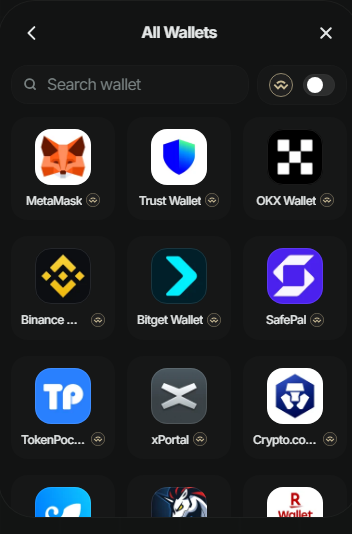 All Wallets
Search wallet
MetaMask
Trust Wallet
OKX Wallet
Binance ...
Bitget Wallet
SafePal
TP
TokenPoc...
xPortal
Crypto.co...
R
Wallet